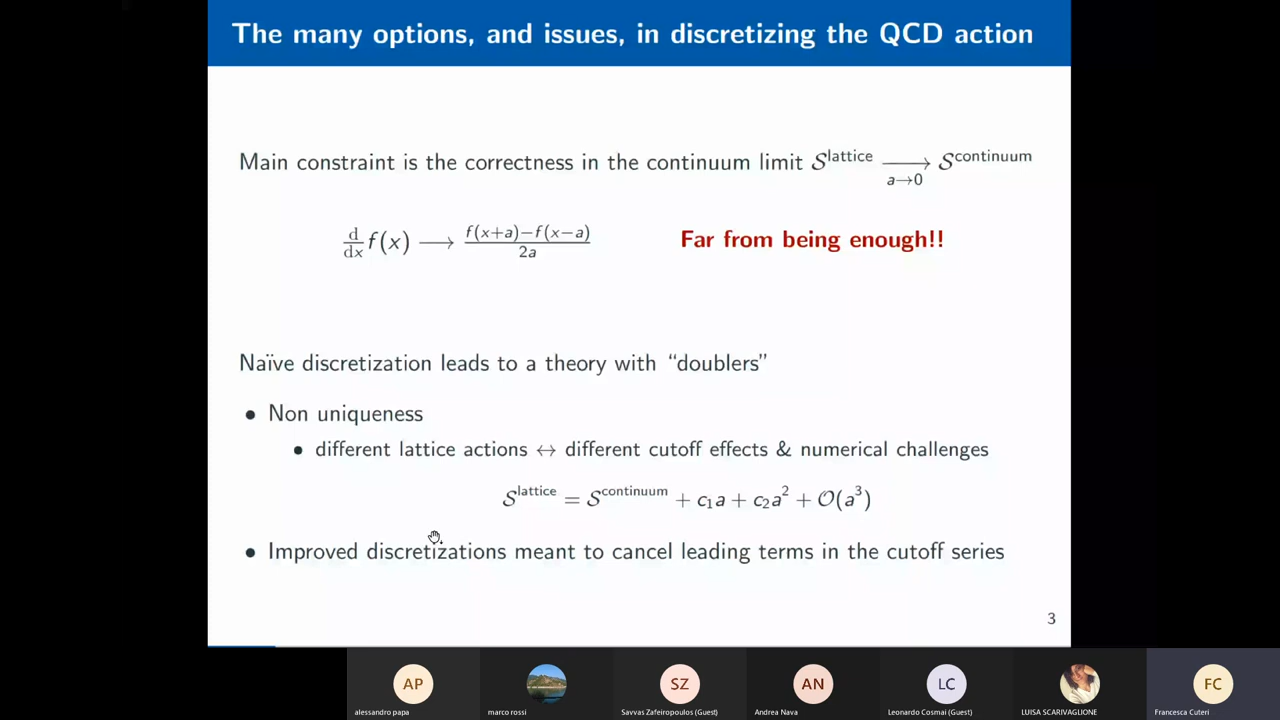 The many options, and issues, in discretizing the QCD action
Main constraint is the correctness in the continuum limit 𝒮^lattice ⟶_{a→0} 𝒮^continuum
d/dx f(x) ⟶ f(x+a)−f(x−a)/2a
Far from being enough!!
Naïve discretization leads to a theory with “doublers”
• Non uniqueness
• different lattice actions ↔ different cutoff effects & numerical challenges
𝒮^lattice = 𝒮^continuum + c₁a + c₂a² + 𝒪(a³)
• Improved discretizations meant to cancel leading terms in the cutoff series
3
AP
SZ
AN
LC
FC
alessandro papa
marco rossi
Savvas Zafeiropoulos (Guest)
Andrea Nava
Leonardo Cosmai (Guest)
LUISA SCARIVAGLIONE
Francesca Cuteri